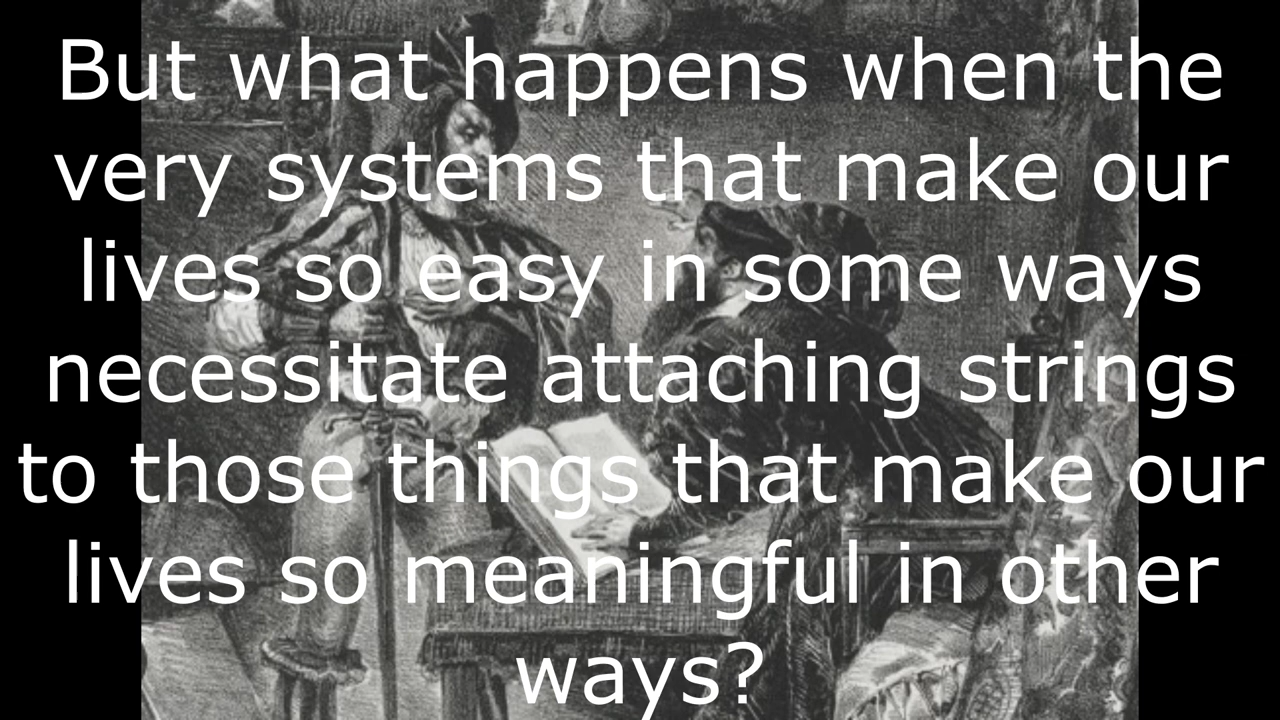 But what happens when the
very systems that make our
lives so easy in some ways
necessitate attaching strings
to those things that make our
lives so meaningful in other
ways?